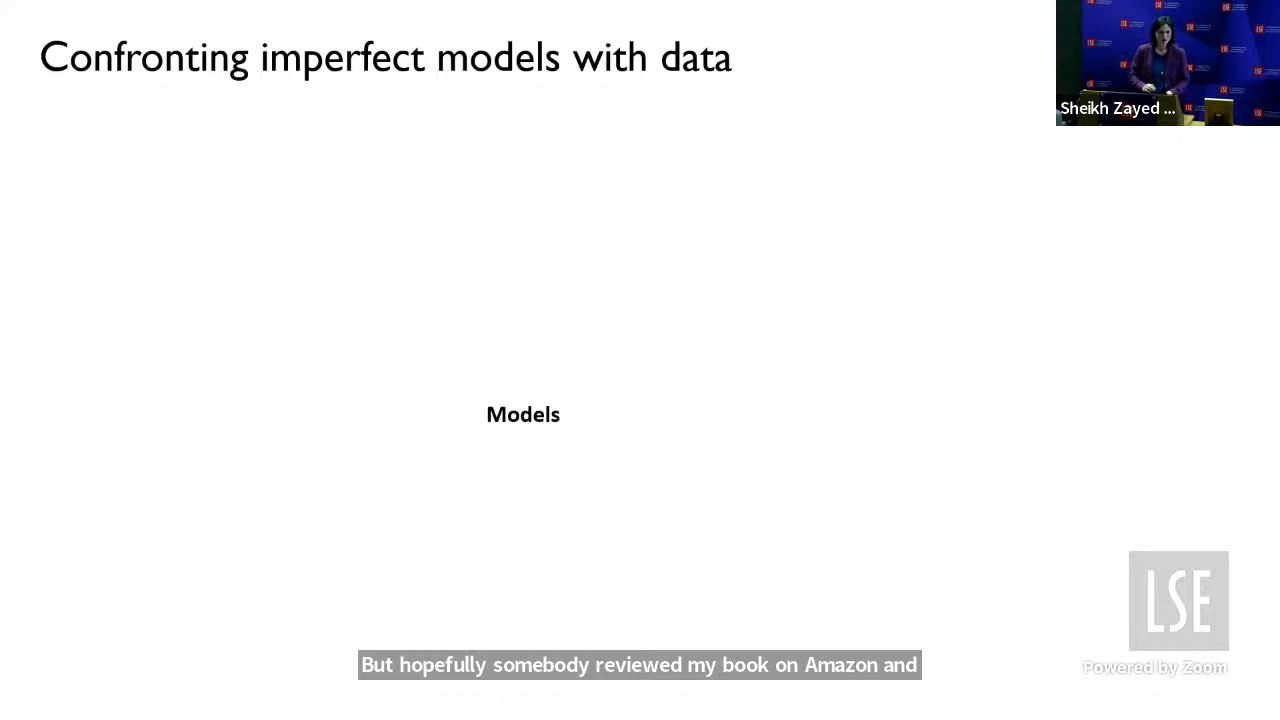 Confronting imperfect models with data
Sheikh Zayed ...
Models
LSE
But hopefully somebody reviewed my book on Amazon and
Powered by Zoom